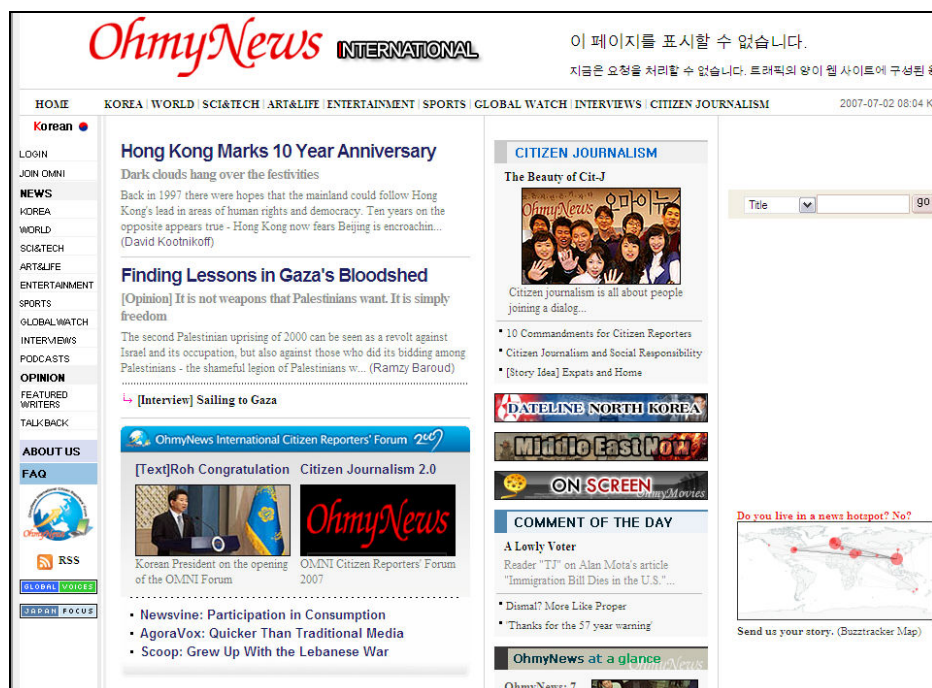 OhmyNews INTERNATIONAL
이 페이지를 표시할 수 없습니다.
지금은 요청을 처리할 수 없습니다. 트래픽의 양이 웹 사이트에 구성된
HOME
KOREA | WORLD | SCI&TECH | ART&LIFE | ENTERTAINMENT | SPORTS | GLOBAL WATCH | INTERVIEWS | CITIZEN JOURNALISM
2007-07-02 08:04 K
Korean
LOGIN
JOIN OMNI
NEWS
KOREA
WORLD
SCI&TECH
ART&LIFE
ENTERTAINMENT
SPORTS
GLOBAL WATCH
INTERVIEWS
PODCASTS
OPINION
FEATURED
WRITERS
TALKBACK
ABOUT US
FAQ
OhmyNews
RSS
GLOBAL VOICES
JAPAN FOCUS
Hong Kong Marks 10 Year Anniversary
Dark clouds hang over the festivities
Back in 1997 there were hopes that the mainland could follow Hong
Kong's lead in areas of human rights and democracy. Ten years on the
opposite appears true - Hong Kong now fears Beijing is encroachin...
(David Kootnikoff)
Finding Lessons in Gaza's Bloodshed
[Opinion] It is not weapons that Palestinians want. It is simply
freedom
The second Palestinian uprising of 2000 can be seen as a revolt against
Israel and its occupation, but also against those who did its bidding among
Palestinians - the shameful legion of Palestinians w... (Ramzy Baroud)
[Interview] Sailing to Gaza
OhmyNews International Citizen Reporters' Forum 2007
[Text]Roh Congratulation
Citizen Journalism 2.0
OhmyNews
Korean President on the opening
of the OMNI Forum
OMNI Citizen Reporters' Forum
2007
• Newsvine: Participation in Consumption
• AgoraVox: Quicker Than Traditional Media
• Scoop: Grew Up With the Lebanese War
CITIZEN JOURNALISM
The Beauty of Cit-J
OhmyNews 오마이뉴
Citizen journalism is all about people
joining a dialog...
10 Commandments for Citizen Reporters
Citizen Journalism and Social Responsibility
[Story Idea] Expats and Home
DATELINE NORTH KOREA
Middle East Now
ON-SCREEN
OhmyMovies
COMMENT OF THE DAY
A Lowly Voter
Reader "TJ" on Alan Mota's article
"Immigration Bill Dies in the U.S."...
Dismal? More Like Proper
'Thanks for the 57 year warning'
OhmyNews at a glance
OhmyNews: 7
Title
go
Do you live in a news hotspot? No?
Send us your story. (Buzztracker Map)